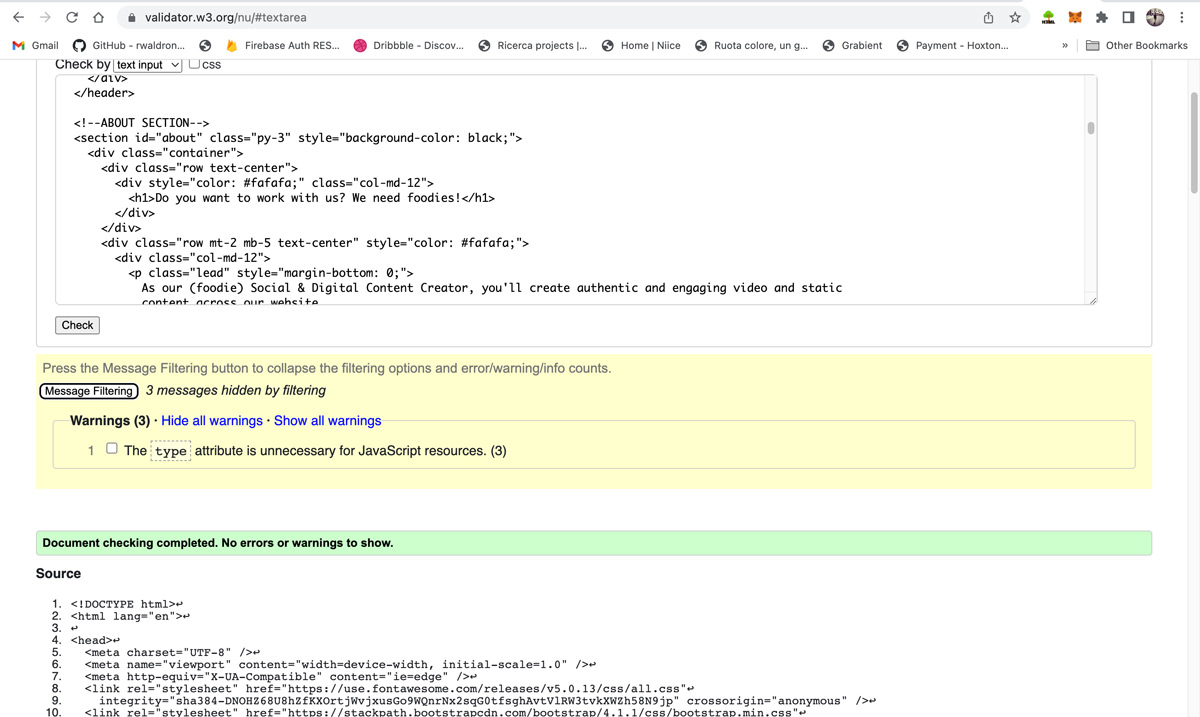 validator.w3.org/nu/#textarea
Gmail GitHub - rwaldron... Firebase Auth RES... Dribbble - Discov... Ricerca projects |... Home | Niice Ruota colore, un g... Grabient Payment - Hoxton... » Other Bookmarks
Check by text input css
</div>
</header>
<!--ABOUT SECTION-->
<section id="about" class="py-3" style="background-color: black;">
<div class="container">
<div class="row text-center">
<div style="color: #fafafa;" class="col-md-12">
<h1>Do you want to work with us? We need foodies!</h1>
</div>
</div>
<div class="row mt-2 mb-5 text-center" style="color: #fafafa;">
<div class="col-md-12">
<p class="lead" style="margin-bottom: 0;">
As our (foodie) Social & Digital Content Creator, you'll create authentic and engaging video and static
content across our website
Check
Press the Message Filtering button to collapse the filtering options and error/warning/info counts.
Message Filtering 3 messages hidden by filtering
Warnings (3) · Hide all warnings · Show all warnings
1 The type attribute is unnecessary for JavaScript resources. (3)
Document checking completed. No errors or warnings to show.
Source
1. <!DOCTYPE html>↩
2. <html lang="en">↩
3. ↩
4. <head>↩
5. <meta charset="UTF-8" />↩
6. <meta name="viewport" content="width=device-width, initial-scale=1.0" />↩
7. <meta http-equiv="X-UA-Compatible" content="ie=edge" />↩
8. <link rel="stylesheet" href="https://use.fontawesome.com/releases/v5.0.13/css/all.css"↩
9. integrity="sha384-DNOHZ68U8hZfKXOrtjWvjxusGo9WQnrNx2sqG0tfsghAvtVlRW3tvkXWZh58N9jp" crossorigin="anonymous" />↩
10. <link rel="stylesheet" href="https://stackpath.bootstrapcdn.com/bootstrap/4.1.1/css/bootstrap.min.css"↩